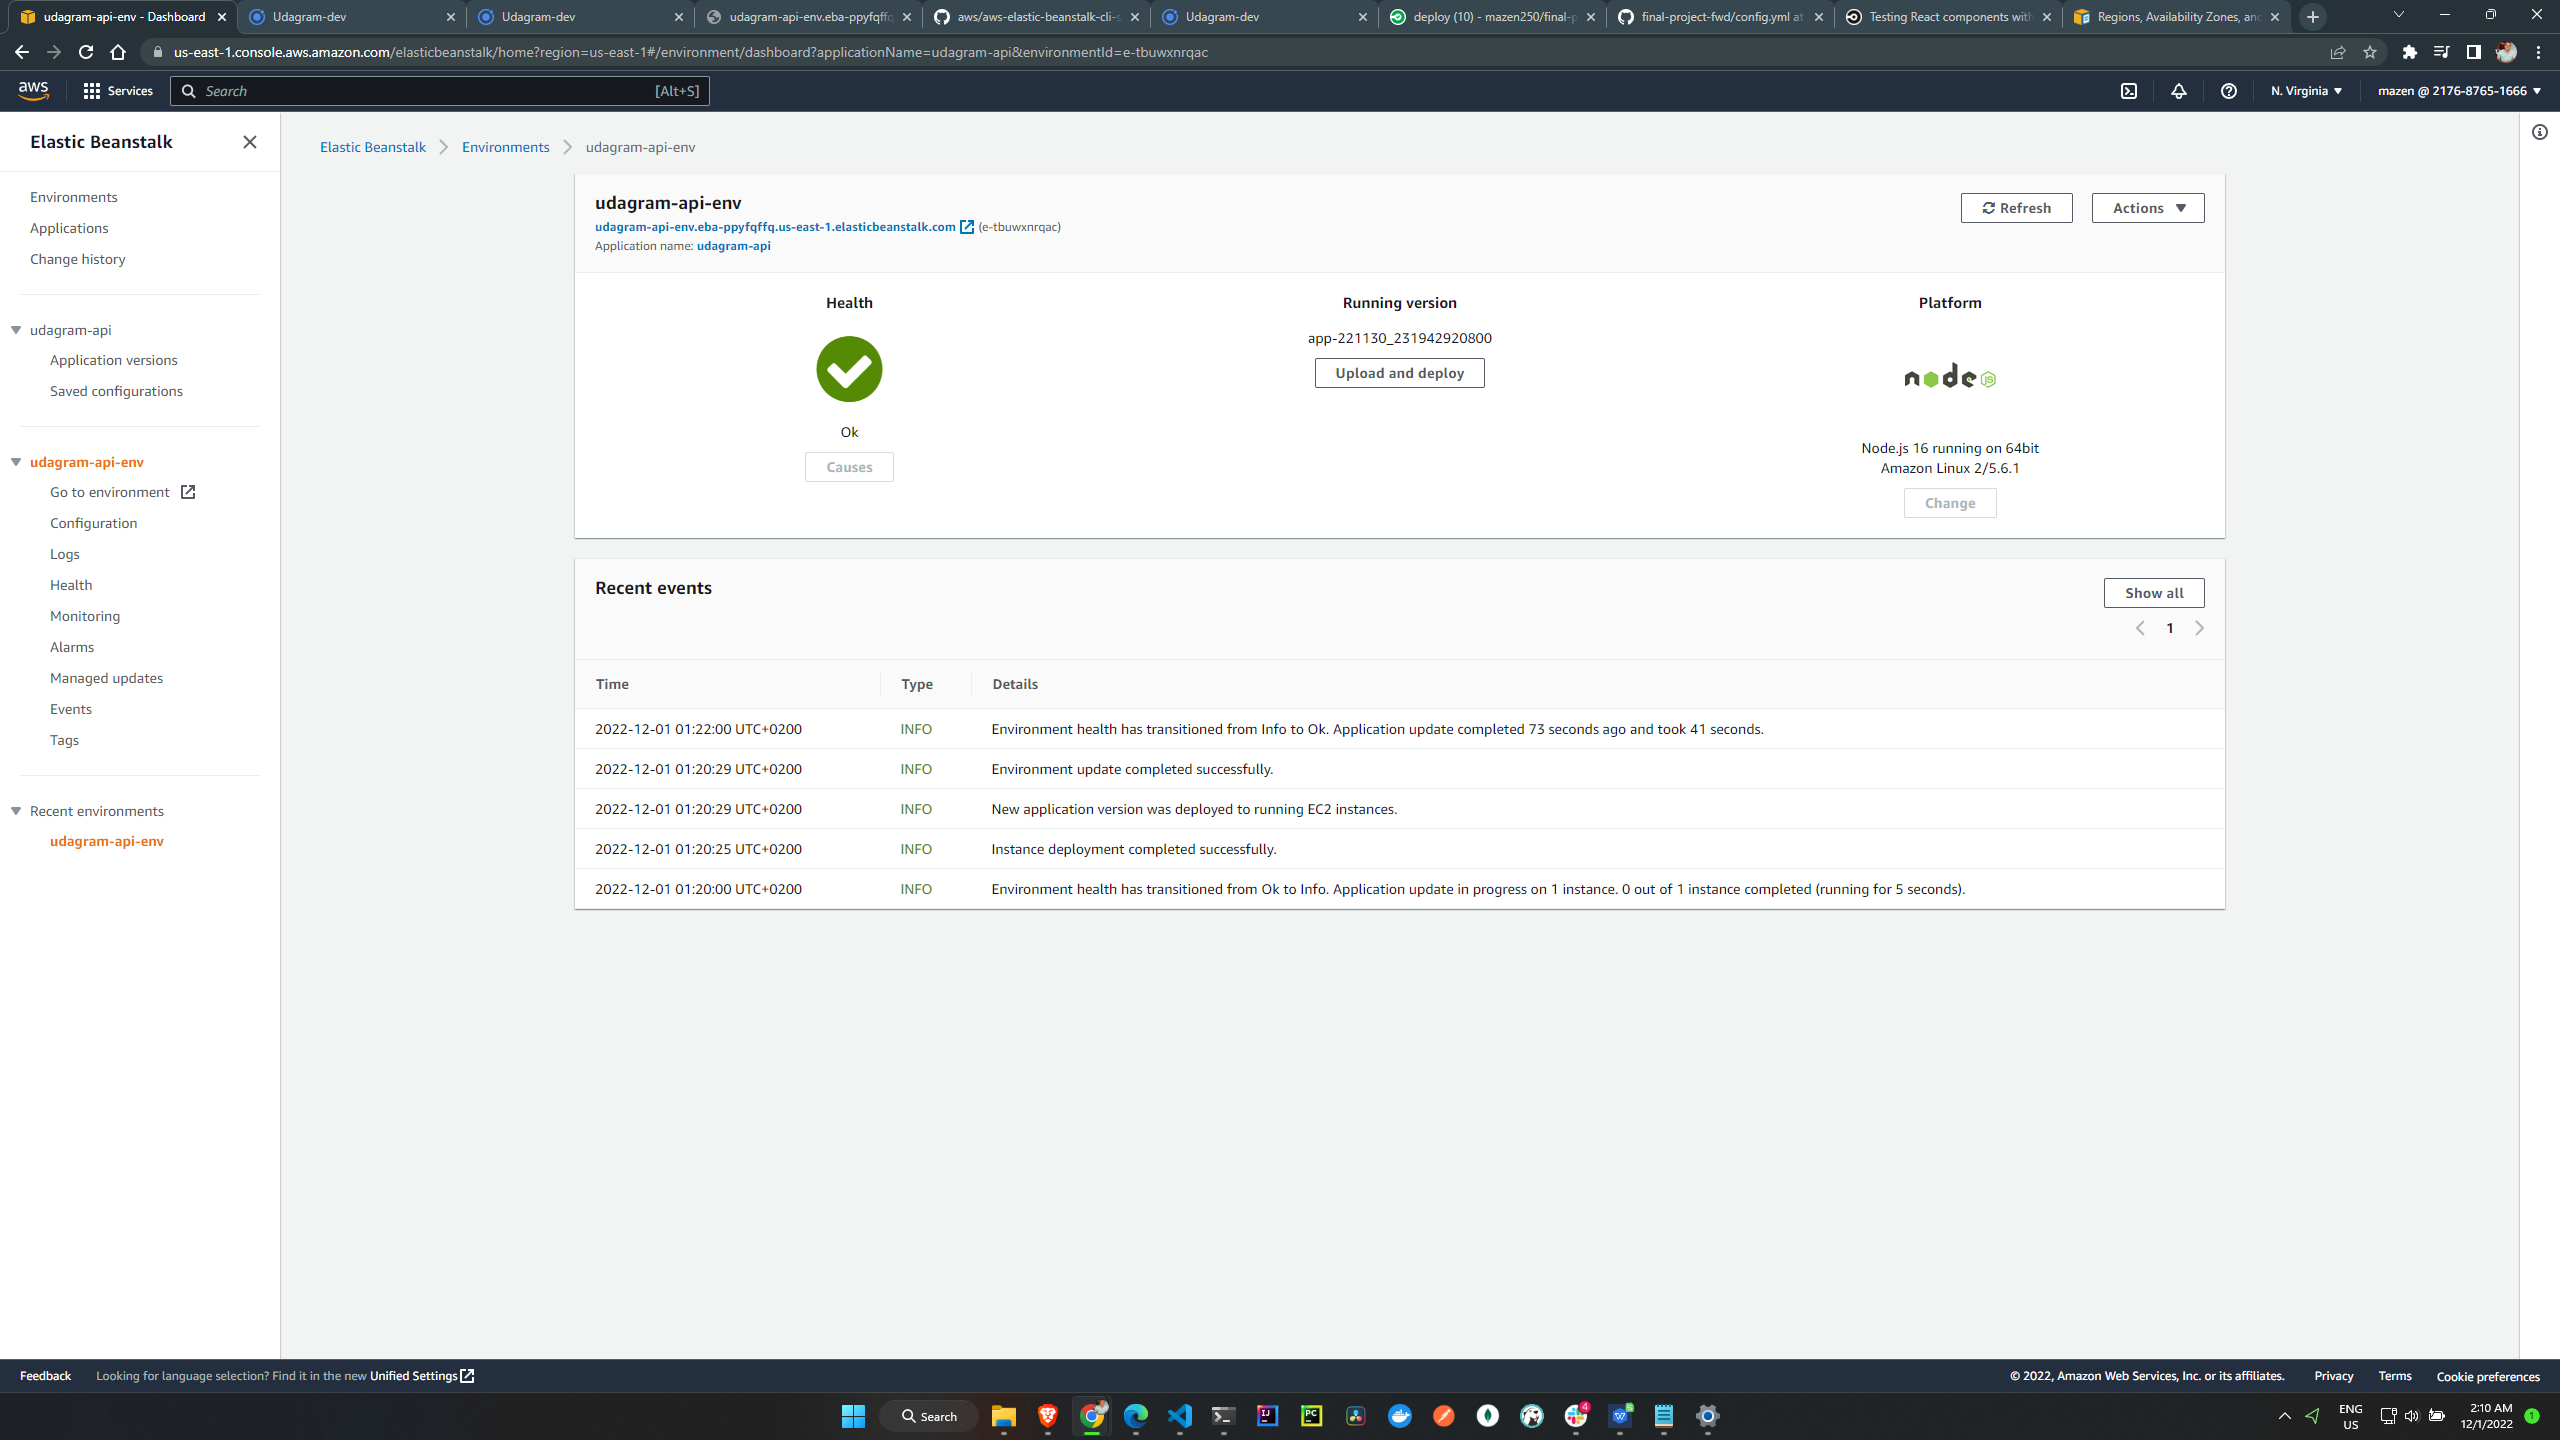 udagram-api-env - Dashboard
Udagram-dev
Udagram-dev
udagram-api-env.eba-ppyfqffq
aws/aws-elastic-beanstalk-cli-s
Udagram-dev
deploy (10) - mazen250/final-p
final-project-fwd/config.yml at
Testing React components with
Regions, Availability Zones, and
us-east-1.console.aws.amazon.com/elasticbeanstalk/home?region=us-east-1#/environment/dashboard?applicationName=udagram-api&environmentId=e-tbuwxnrqac
aws
Services
Search
[Alt+S]
N. Virginia
mazen @ 2176-8765-1666
Elastic Beanstalk
Environments
Applications
Change history
udagram-api
Application versions
Saved configurations
udagram-api-env
Go to environment
Configuration
Logs
Health
Monitoring
Alarms
Managed updates
Events
Tags
Recent environments
udagram-api-env
Elastic Beanstalk
Environments
udagram-api-env
udagram-api-env
udagram-api-env.eba-ppyfqffq.us-east-1.elasticbeanstalk.com (e-tbuwxnrqac)
Application name: udagram-api
Refresh
Actions
Health
Ok
Causes
Running version
app-221130_231942920800
Upload and deploy
Platform
node
JS
Node.js 16 running on 64bit
Amazon Linux 2/5.6.1
Change
Recent events
Show all
1
Time Type Details
2022-12-01 01:22:00 UTC+0200 INFO Environment health has transitioned from Info to Ok. Application update completed 73 seconds ago and took 41 seconds.
2022-12-01 01:20:29 UTC+0200 INFO Environment update completed successfully.
2022-12-01 01:20:29 UTC+0200 INFO New application version was deployed to running EC2 instances.
2022-12-01 01:20:25 UTC+0200 INFO Instance deployment completed successfully.
2022-12-01 01:20:00 UTC+0200 INFO Environment health has transitioned from Ok to Info. Application update in progress on 1 instance. 0 out of 1 instance completed (running for 5 seconds).
Feedback
Looking for language selection? Find it in the new Unified Settings
© 2022, Amazon Web Services, Inc. or its affiliates.
Privacy
Terms
Cookie preferences
Search
IJ
PC
4
ENG
US
2:10 AM
12/1/2022
1